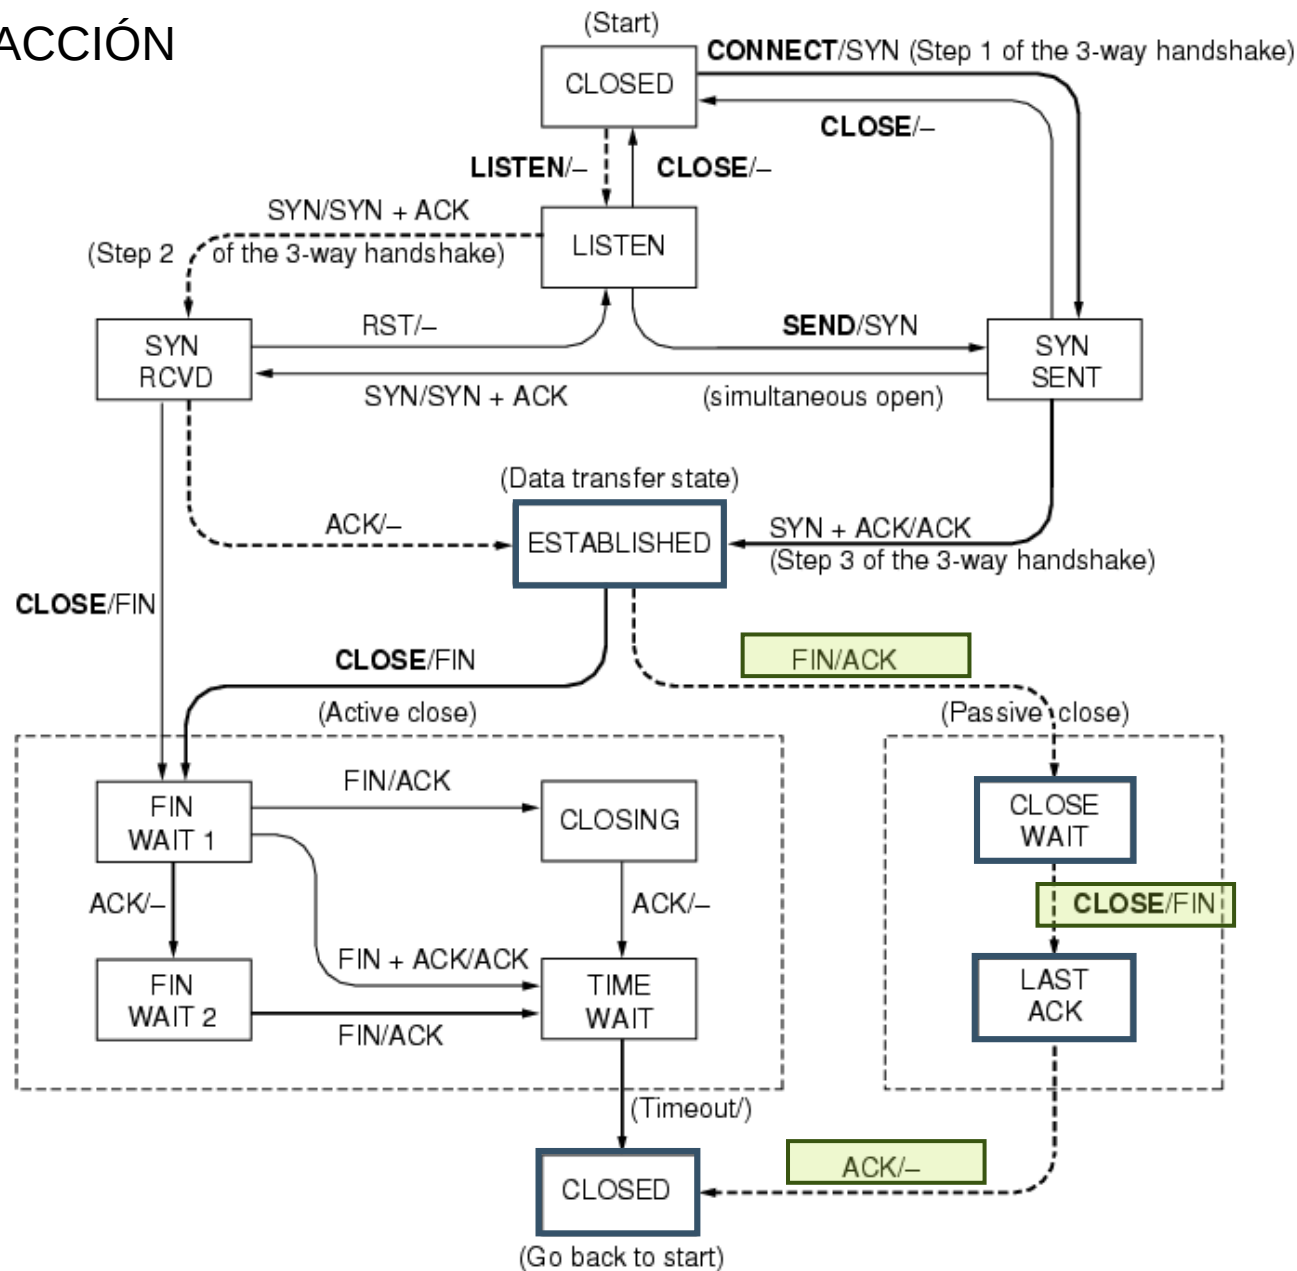 ACCIÓN
(Start)
CONNECT/SYN (Step 1 of the 3-way handshake)
CLOSED
CLOSE/–
LISTEN/–
CLOSE/–
SYN/SYN + ACK
(Step 2 of the 3-way handshake)
LISTEN
RST/–
SEND/SYN
SYN
RCVD
SYN
SENT
SYN/SYN + ACK
(simultaneous open)
(Data transfer state)
ACK/–
ESTABLISHED
SYN + ACK/ACK
(Step 3 of the 3-way handshake)
CLOSE/FIN
CLOSE/FIN
FIN/ACK
(Active close)
(Passive close)
FIN/ACK
FIN
WAIT 1
CLOSING
CLOSE
WAIT
ACK/–
ACK/–
CLOSE/FIN
FIN + ACK/ACK
FIN
WAIT 2
TIME
WAIT
LAST
ACK
FIN/ACK
(Timeout/)
ACK/–
CLOSED
(Go back to start)